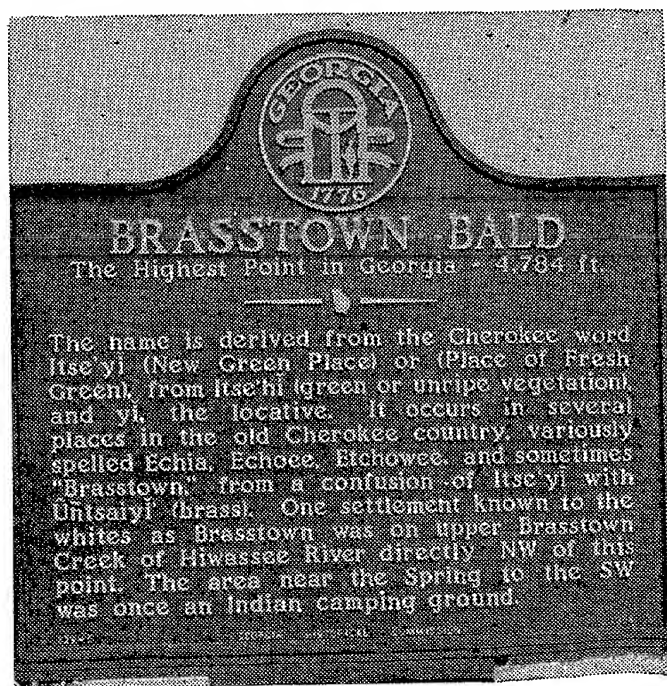 GEORGIA
1776
BRASSTOWN BALD
The Highest Point in Georgia - 4,784 ft.
The name is derived from the Cherokee word
Itse'yi (New Green Place) or (Place of Fresh
Green), from Itse'hi (green or unripe vegetation),
and yi, the locative. It occurs in several
places in the old Cherokee country, variously
spelled Echia, Echoee, Etchowee, and sometimes
"Brasstown," from a confusion of Itse'yi with
Untsaiyi' (brass). One settlement known to the
whites as Brasstown was on upper Brasstown
Creek of Hiwassee River directly NW of this
point. The area near the Spring to the SW
was once an Indian camping ground.
GEORGIA HISTORICAL COMMISSION